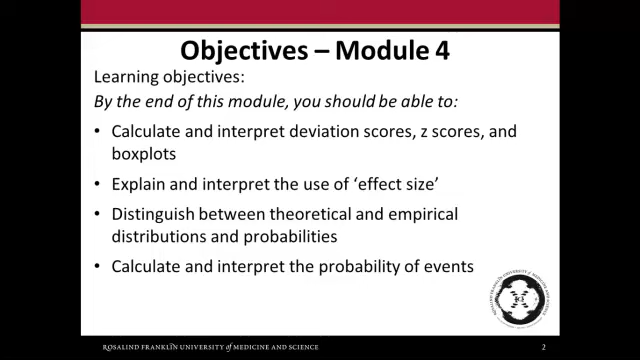 Objectives – Module 4
Learning objectives:
By the end of this module, you should be able to:
• Calculate and interpret deviation scores, z scores, and
boxplots
• Explain and interpret the use of ‘effect size’
• Distinguish between theoretical and empirical
distributions and probabilities
• Calculate and interpret the probability of events
ROSALIND FRANKLIN UNIVERSITY of MEDICINE AND SCIENCE
2